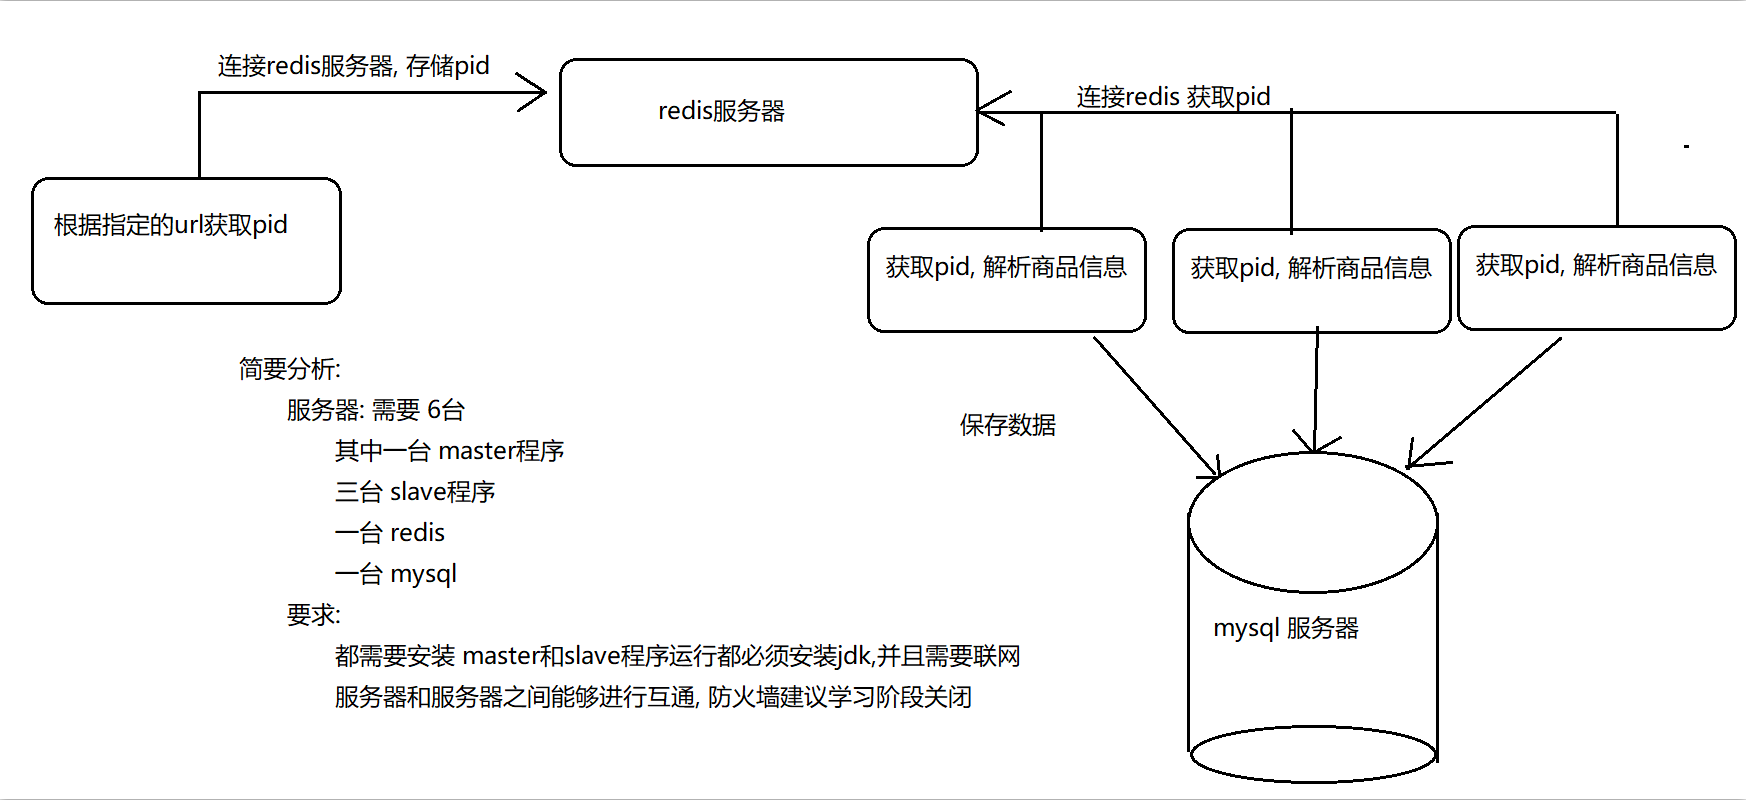 连接redis服务器, 存储pid
redis服务器
连接redis 获取pid
根据指定的url获取pid
获取pid, 解析商品信息
获取pid, 解析商品信息
获取pid, 解析商品信息
简要分析:
服务器: 需要 6台
其中一台 master程序
三台 slave程序
一台 redis
一台 mysql
要求:
都需要安装 master和slave程序运行都必须安装jdk,并且需要联网
服务器和服务器之间能够进行互通, 防火墙建议学习阶段关闭
保存数据
mysql 服务器